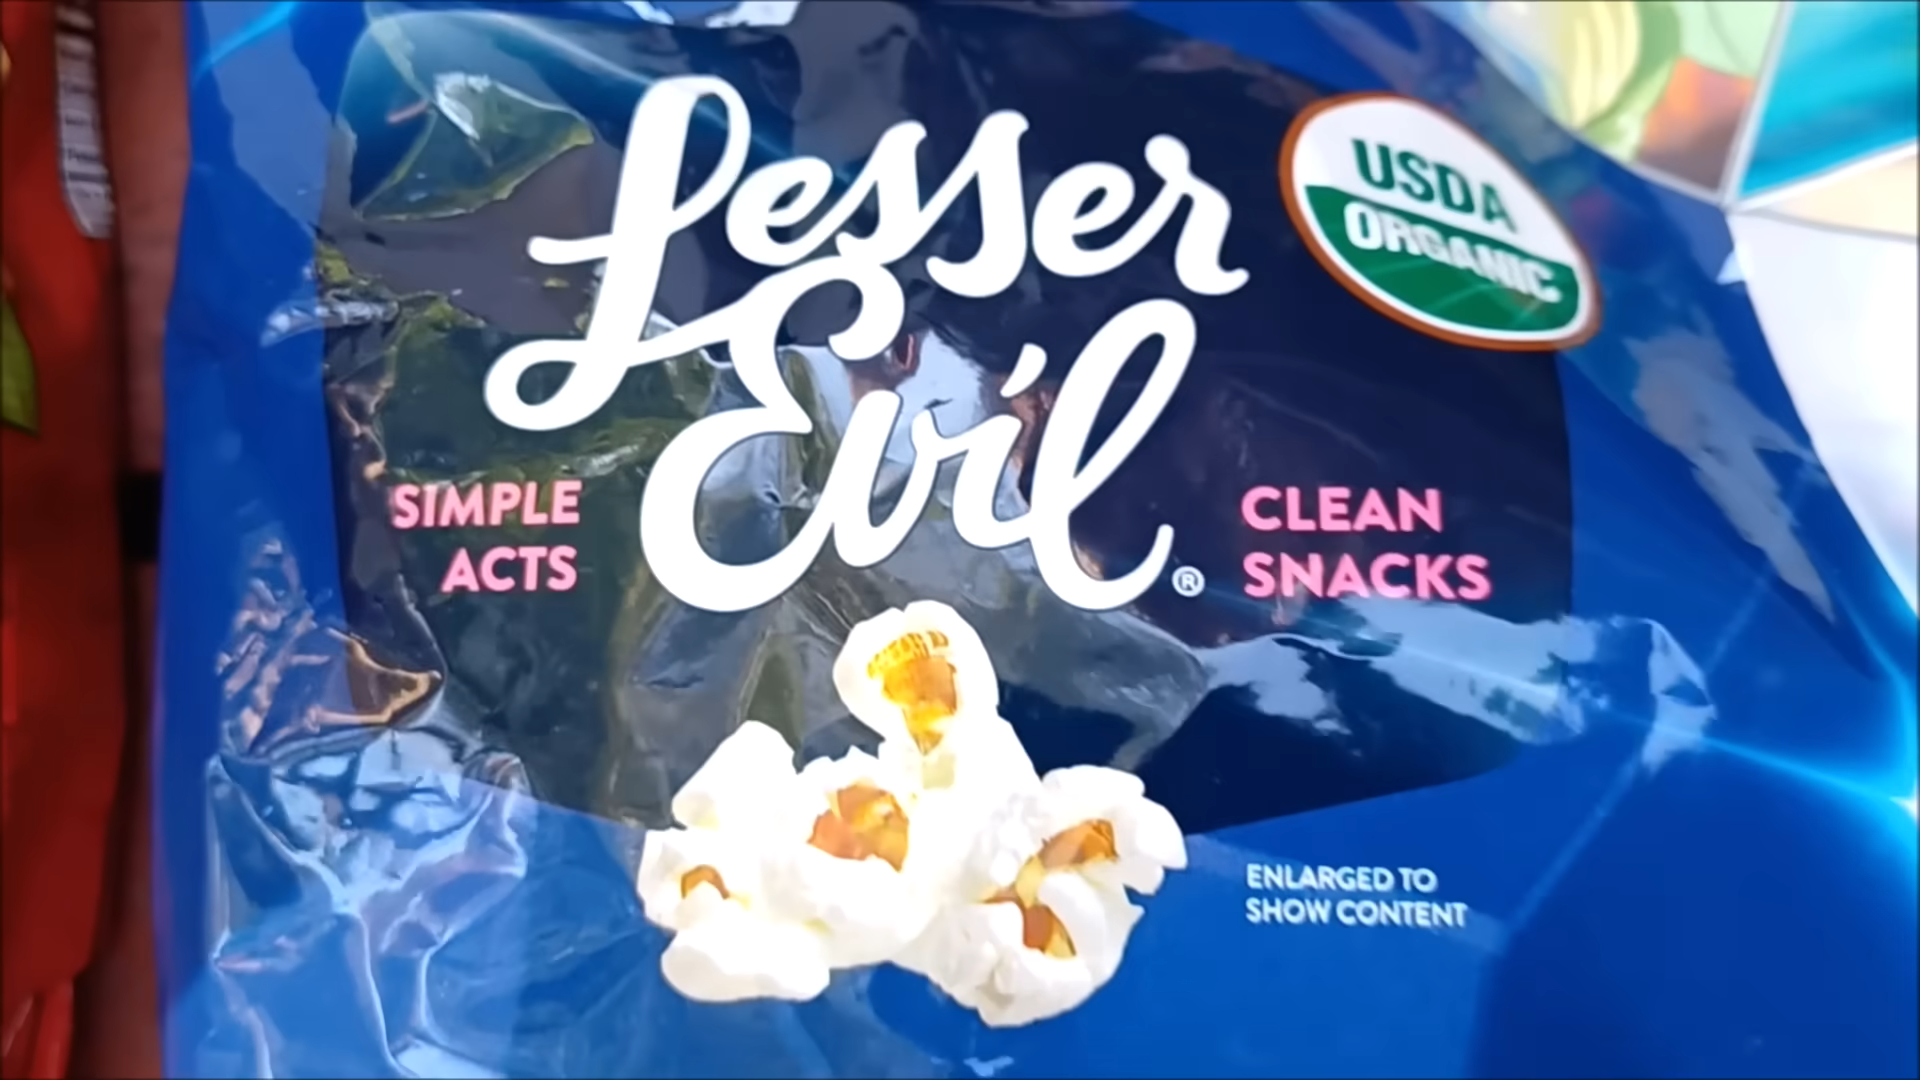 Lesser
Evil®
USDA
ORGANIC
SIMPLE
ACTS
CLEAN
SNACKS
ENLARGED TO
SHOW CONTENT